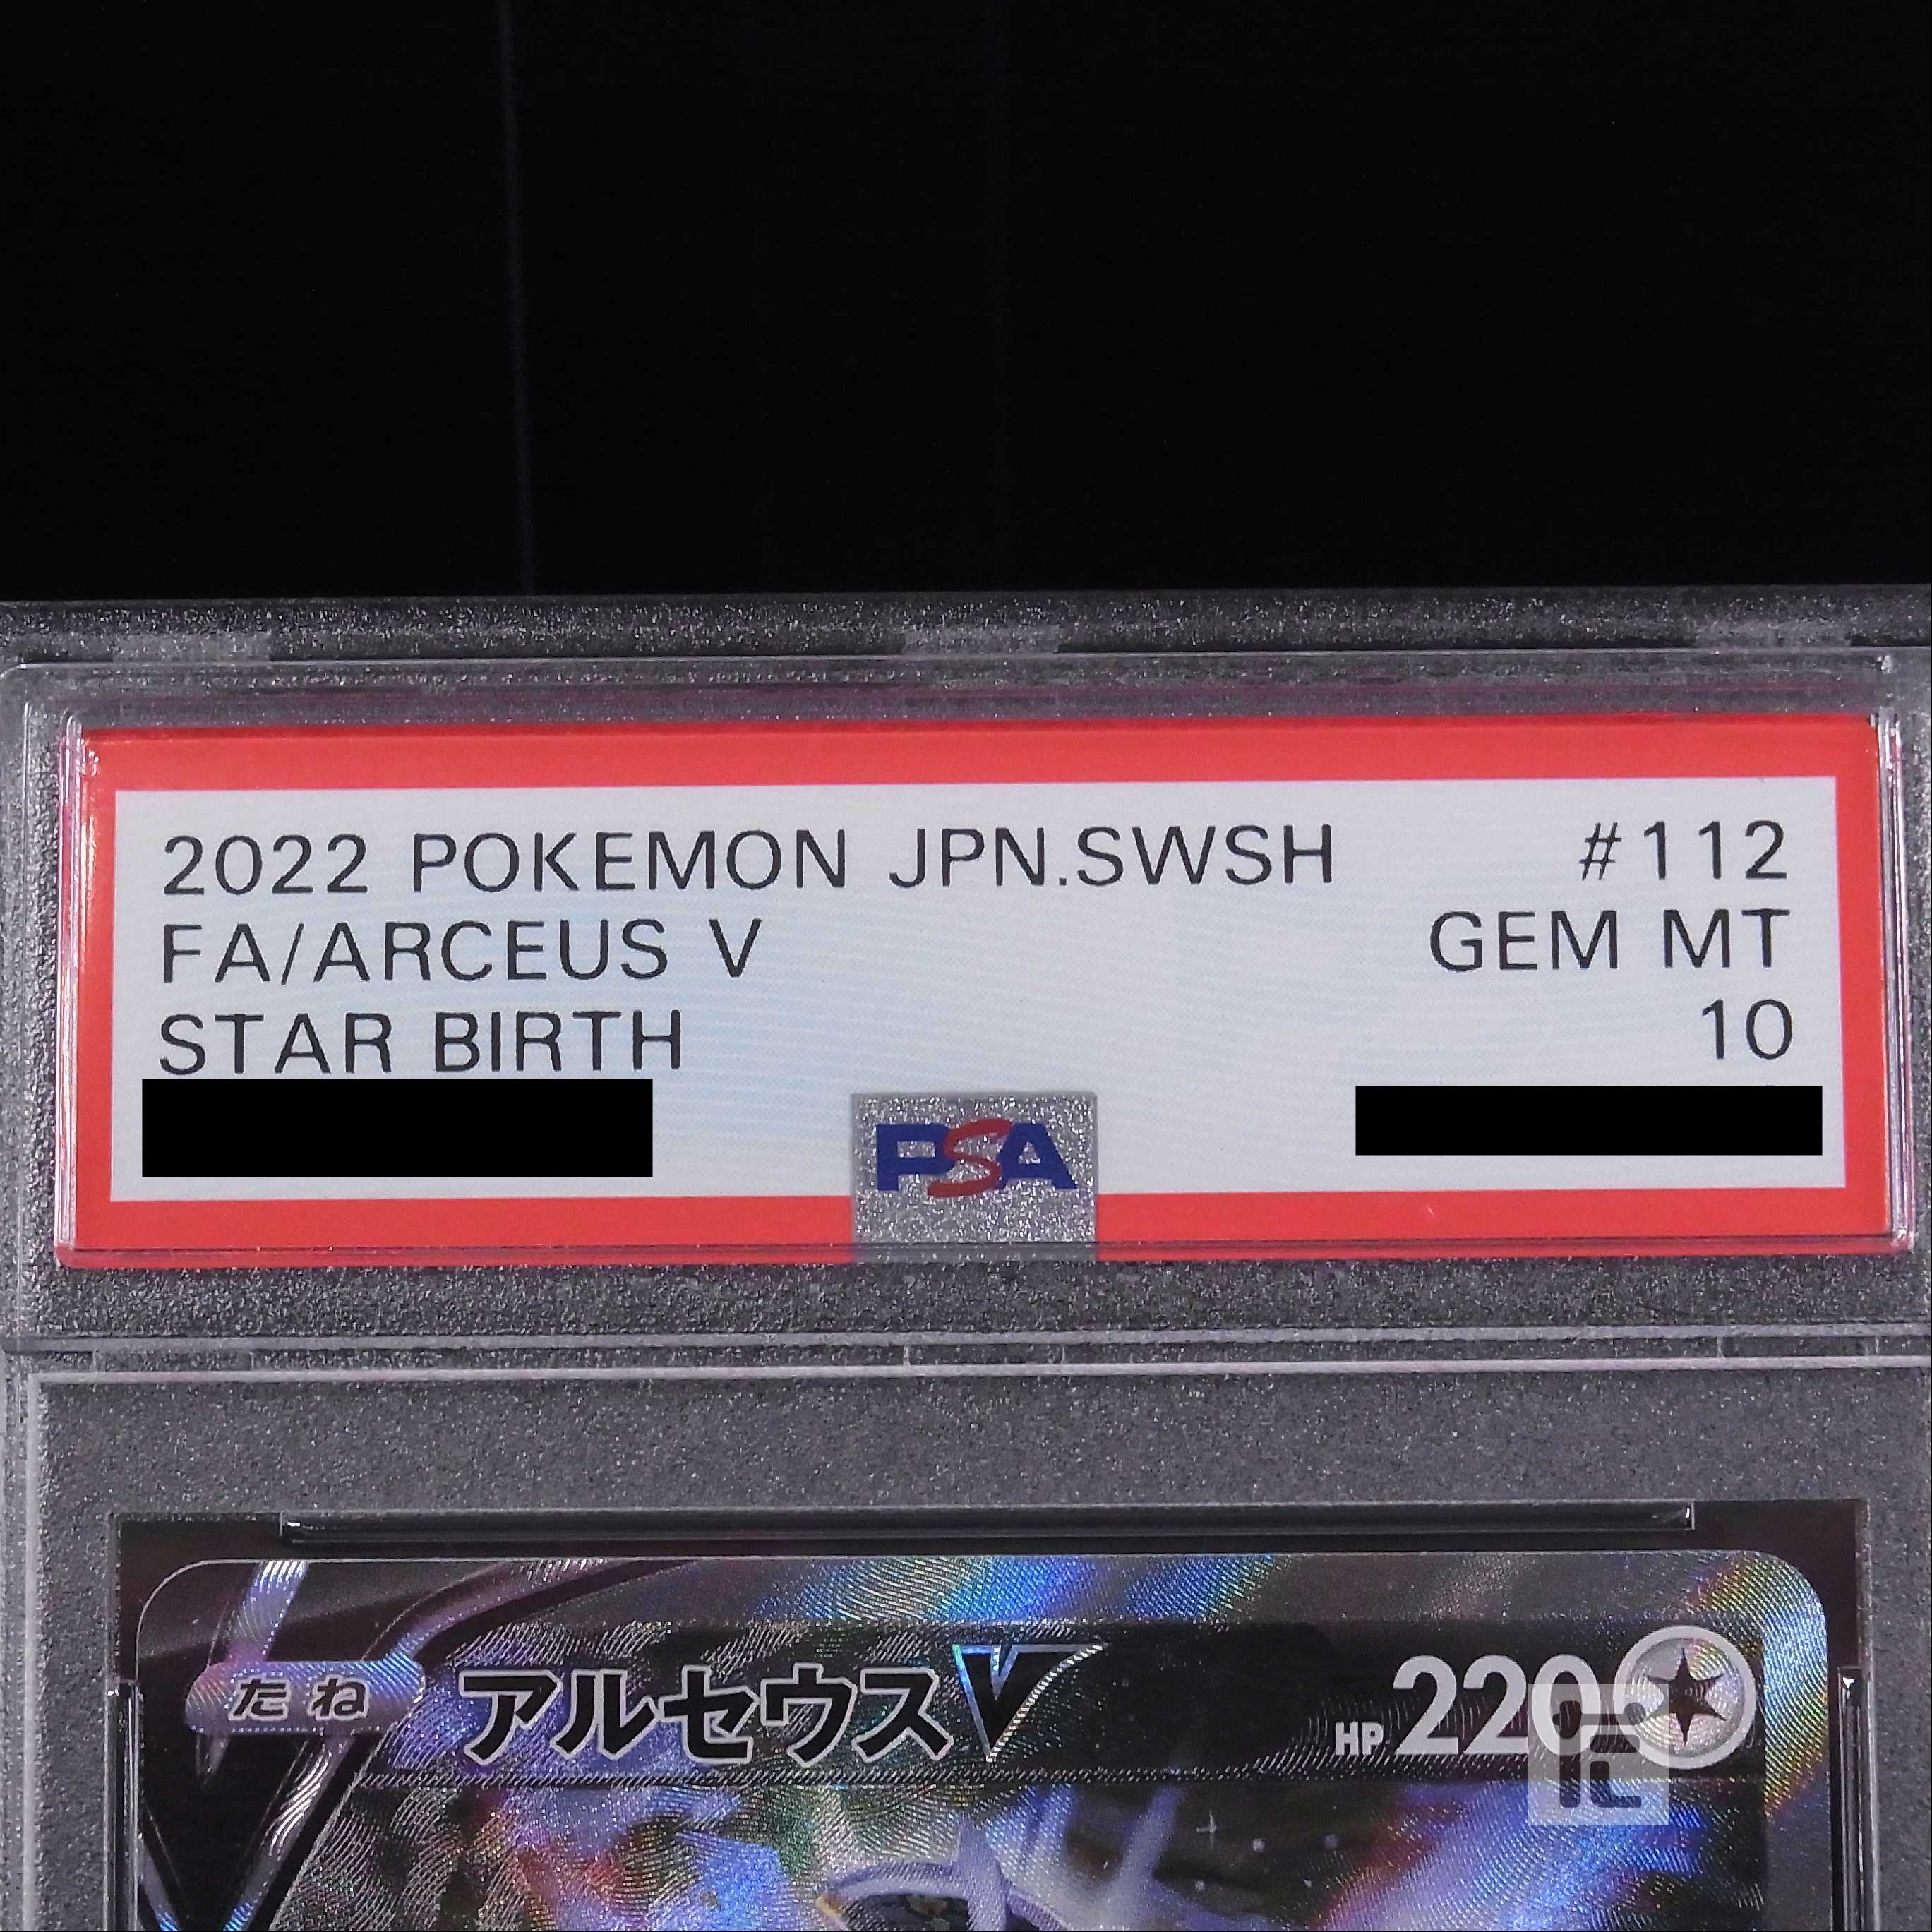 2022 POKEMON JPN.SWSH #112
FA/ARCEUS V GEM MT
STAR BIRTH 10
PSA
たね アルセウスV HP 220